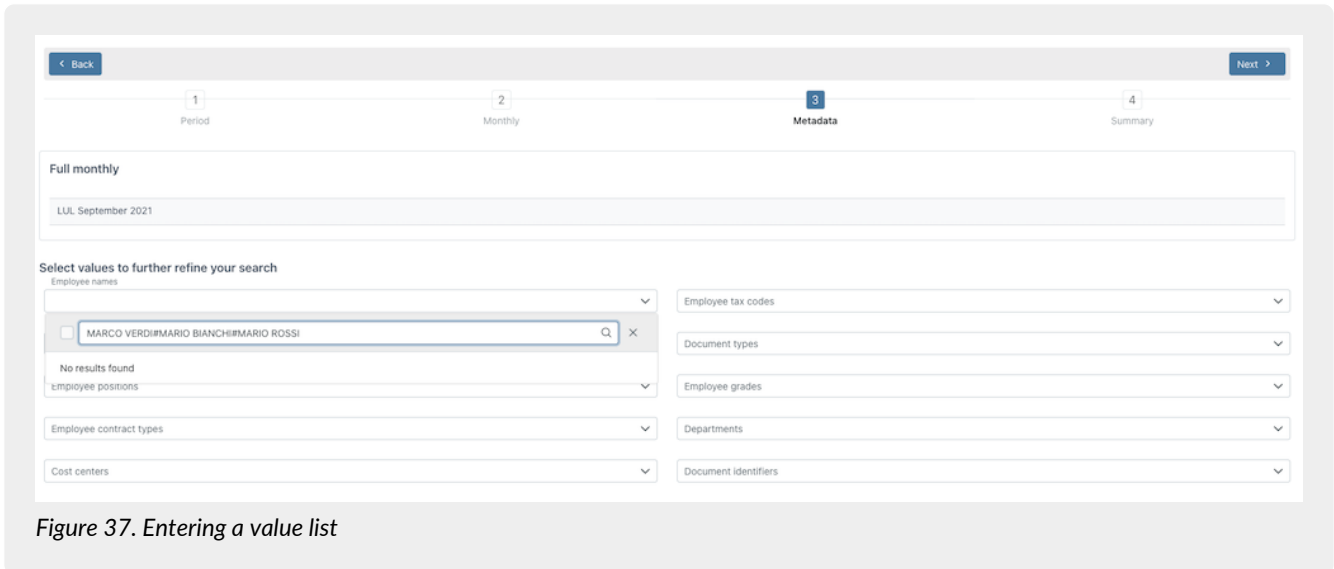 Back
Next
1
2
3
4
Period
Monthly
Metadata
Summary
Full monthly
LUL September 2021
Select values to further refine your search
Employee names
Employee tax codes
MARCO VERDI#MARIO BIANCHI#MARIO ROSSI
Document types
No results found
Employee positions
Employee grades
Employee contract types
Departments
Cost centers
Document identifiers
Figure 37. Entering a value list